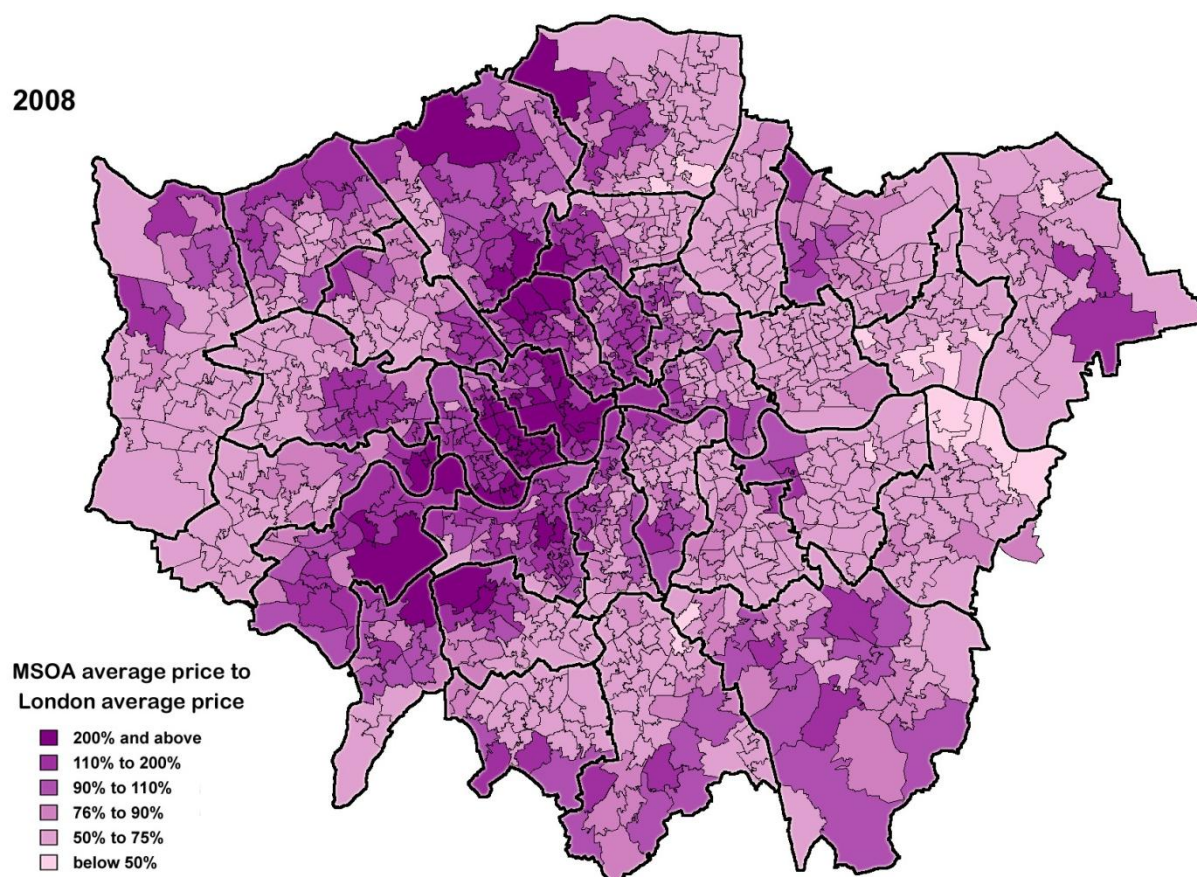 2008
MSOA average price to
London average price
200% and above
110% to 200%
90% to 110%
76% to 90%
50% to 75%
below 50%